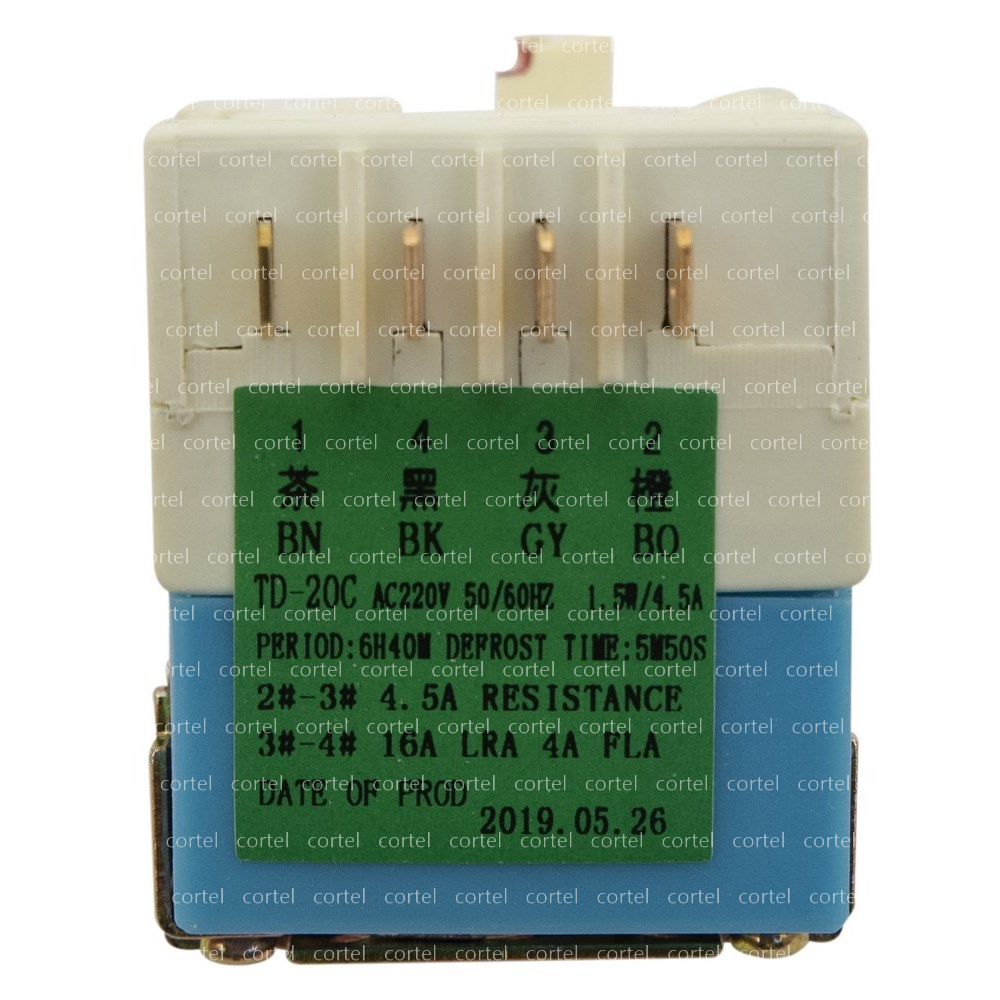 1 4 3 2
茶 黑 灰 橙
BN BK GY BO
TD-20C AC220V 50/60HZ 1.5W/4.5A
PERIOD:6H40M DEFROST TIME:5M50S
2#-3# 4.5A RESISTANCE
3#-4# 16A LRA 4A FLA
DATE OF PROD
2019.05.26
cortel